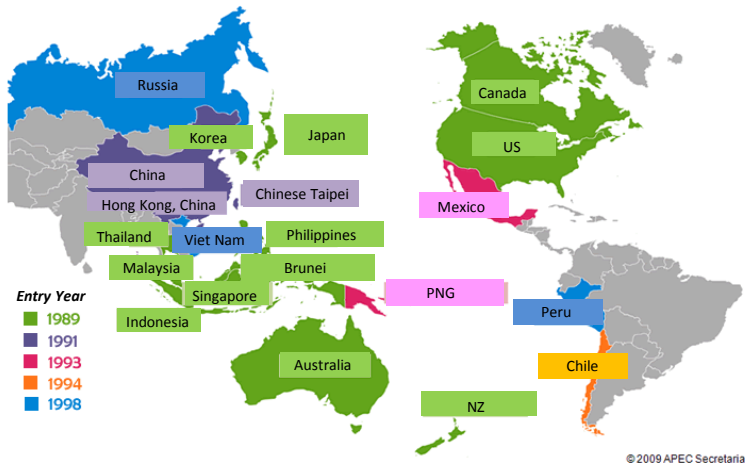 Russia
Canada
Korea
Japan
US
China
Chinese Taipei
Hong Kong, China
Mexico
Thailand
Viet Nam
Philippines
Malaysia
Brunei
Singapore
PNG
Indonesia
Peru
Entry Year
1989
1991
1993
1994
1998
Australia
Chile
NZ
© 2009 APEC Secretaria